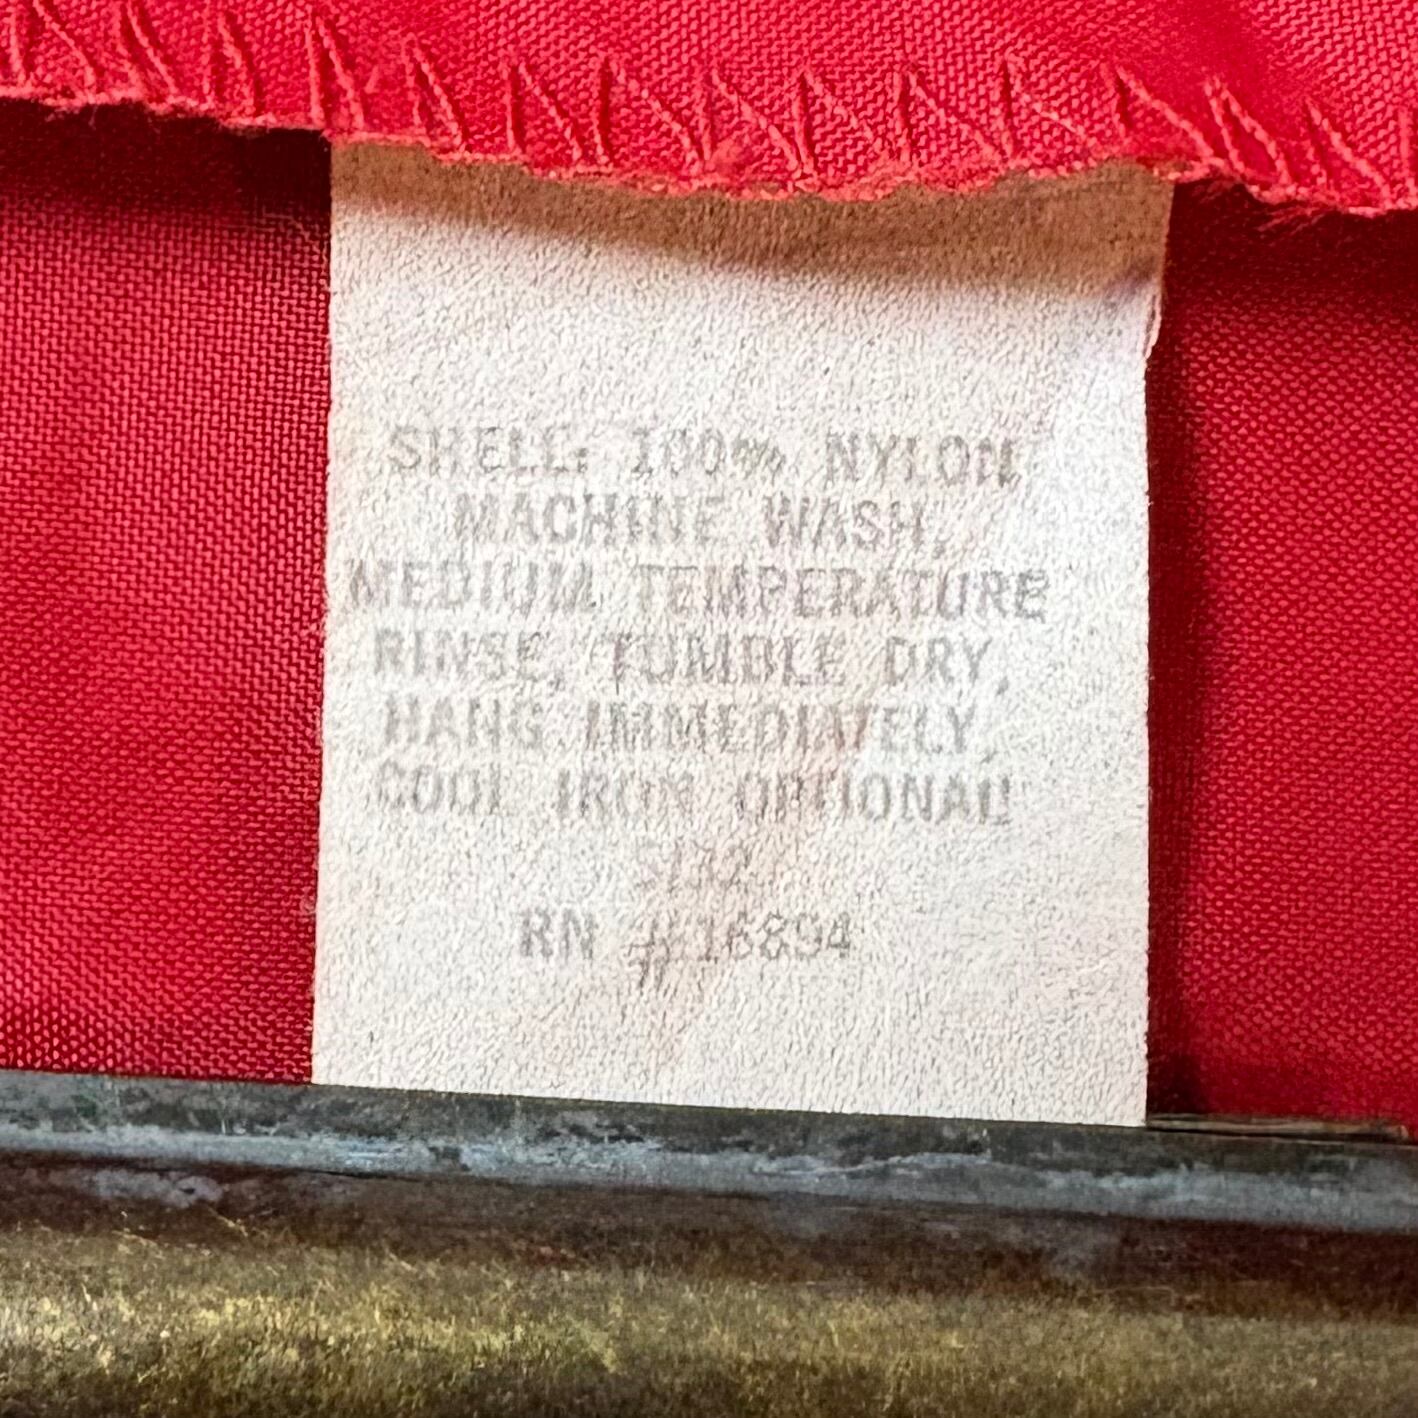 SHELL: 100% NYLON
MACHINE WASH,
MEDIUM TEMPERATURE
RINSE, TUMBLE DRY,
HANG IMMEDIATELY,
COOL IRON OPTIONAL
RN #16894